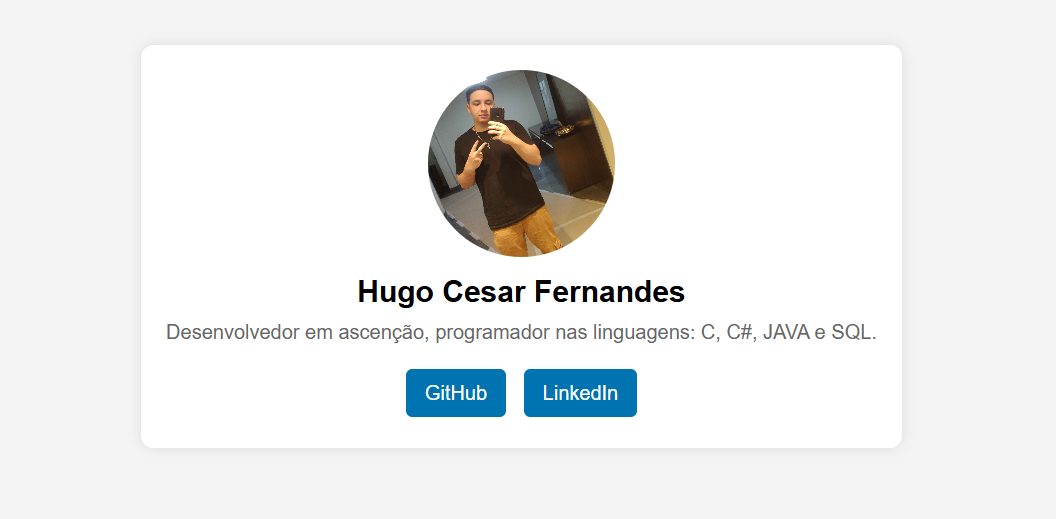 Hugo Cesar Fernandes
Desenvolvedor em ascenção, programador nas linguagens: C, C#, JAVA e SQL.
GitHub
LinkedIn